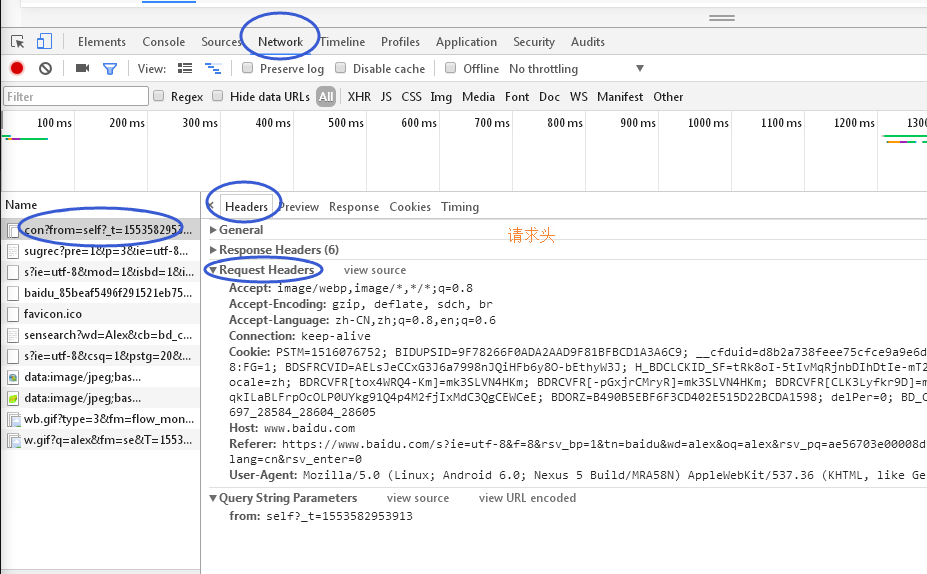 Elements Console Sources Network Timeline Profiles Application Security Audits
View: Preserve log Disable cache Offline No throttling
Filter Regex Hide data URLs All XHR JS CSS Img Media Font Doc WS Manifest Other
100 ms 200 ms 300 ms 400 ms 500 ms 600 ms 700 ms 800 ms 900 ms 1000 ms 1100 ms 1200 ms 1300
Name
con?from=self?_t=1553582953...
sugrec?pre=1&p=3&ie=utf-8...
s?ie=utf-8&mod=1&isbd=1&i...
baidu_85beaf5496f291521eb75...
favicon.ico
sensearch?wd=Alex&cb=bd_c...
s?ie=utf-8&csq=1&pstg=20&...
data:image/jpeg;bas...
data:image/jpeg;bas...
wb.gif?type=3&fm=flow_mon...
w.gif?q=alex&fm=se&T=1553...
× Headers Preview Response Cookies Timing
General
请求头
Response Headers (6)
Request Headers view source
Accept: image/webp,image/*,*/*;q=0.8
Accept-Encoding: gzip, deflate, sdch, br
Accept-Language: zh-CN,zh;q=0.8,en;q=0.6
Connection: keep-alive
Cookie: PSTM=1516076752; BIDUPSID=9F78266F0ADA2AAD9F81BFBCD1A3A6C9; __cfduid=d8b2a738feee75cfce9a9e6d
8:FG=1; BDSFRCVID=AELsJeCCxG3J6a7998nJQiHFb6y8O-bEthyW3J; H_BDCLCKID_SF=tRk8oI-5tIvMqRjnbDIhDtIe-mT2
ocale=zh; BDRCVFR[tox4WRQ4-Km]=mk3SLVN4HKm; BDRCVFR[-pGxjrCMryR]=mk3SLVN4HKm; BDRCVFR[CLK3Lyfkr9D]=m
qkILaBLFrpOcOLP0UYkg91Q4p4M2fjIxMdC3QgCEWCeE; BDORZ=B490B5EBF6F3CD402E515D22BCDA1598; delPer=0; BD_C
697_28584_28604_28605
Host: www.baidu.com
Referer: https://www.baidu.com/s?ie=utf-8&f=8&rsv_bp=1&tn=baidu&wd=alex&oq=alex&rsv_pq=ae56703e00008d
lang=cn&rsv_enter=0
User-Agent: Mozilla/5.0 (Linux; Android 6.0; Nexus 5 Build/MRA58N) AppleWebKit/537.36 (KHTML, like Ge
Query String Parameters view source view URL encoded
from: self?_t=1553582953913